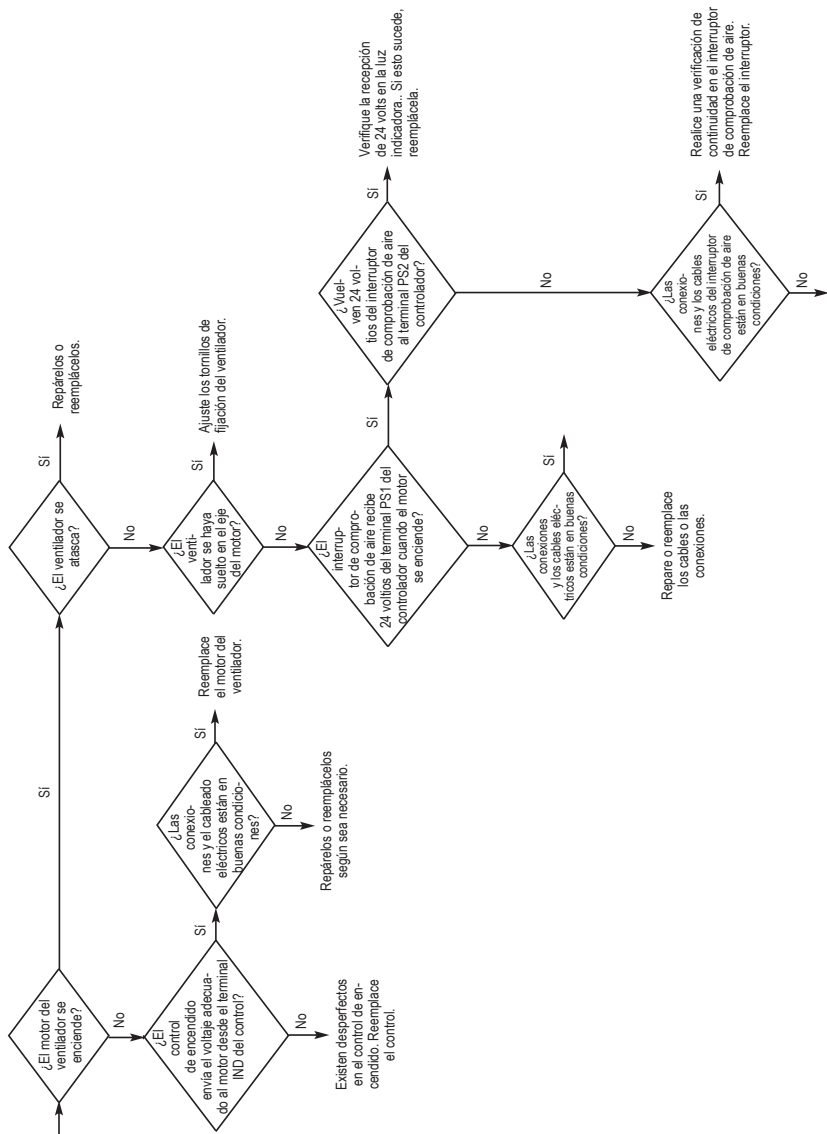 ¿El motor del
ventilador se
enciende?
Sí
No
¿El ventilador se
atasca?
Sí
Repárelos o
reemplácelos.
No
¿El
venti-
lador se haya
suelto en el eje
del motor?
Sí
Ajuste los tornillos de
fijación del ventilador.
No
¿El
control
de encendido
envía el voltaje adecua-
do al motor desde el terminal
IND del control?
Sí
No
Existen desperfectos
en el control de en-
cendido. Reemplace
el control.
¿Las
conexio-
nes y el cableado
eléctricos están en
buenas condicio-
nes?
Sí
Reemplace
el motor del
ventilador.
No
Repárelos o reemplácelos
según sea necesario.
¿El
interrup-
tor de compro-
bación de aire recibe
24 voltios del terminal PS1 del
controlador cuando el motor
se enciende?
Sí
No
¿Las
conexiones
y los cables eléc-
tricos están en buenas
condiciones?
Sí
No
Repare o reemplace
los cables o las
conexiones.
¿Vuel-
ven 24 vol-
tios del interruptor
de comprobación de aire
al terminal PS2 del
controlador?
Sí
Verifique la recepción
de 24 volts en la luz
indicadora.. Si esto sucede,
reemplácela.
No
¿Las
conexio-
nes y los cables
eléctricos del interruptor
de comprobación de aire
están en buenas
condiciones?
Sí
Realice una verificación de
continuidad en el interruptor
de comprobación de aire.
Reemplace el interruptor.
No